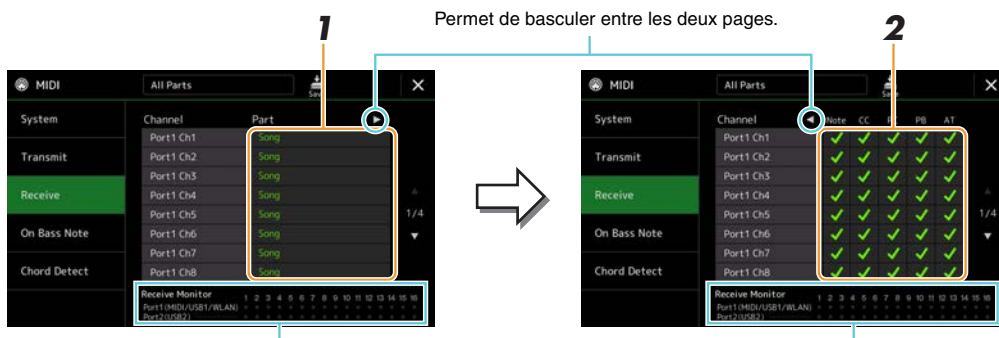 Permet de basculer entre les deux pages.
1
2
MIDI
All Parts
Save
System
Transmit
Receive
On Bass Note
Chord Detect
Channel Part
Port1 Ch1 Song
Port1 Ch2 Song
Port1 Ch3 Song
Port1 Ch4 Song
Port1 Ch5 Song
Port1 Ch6 Song
Port1 Ch7 Song
Port1 Ch8 Song
1/4
Receive Monitor 1 2 3 4 5 6 7 8 9 10 11 12 13 14 15 16
Port1(MIDI/USB1/WLAN)
Port2(USB2)
MIDI
All Parts
Save
System
Transmit
Receive
On Bass Note
Chord Detect
Channel Note CC PC PB AT
Port1 Ch1
Port1 Ch2
Port1 Ch3
Port1 Ch4
Port1 Ch5
Port1 Ch6
Port1 Ch7
Port1 Ch8
1/4
Receive Monitor 1 2 3 4 5 6 7 8 9 10 11 12 13 14 15 16
Port1(MIDI/USB1/WLAN)
Port2(USB2)